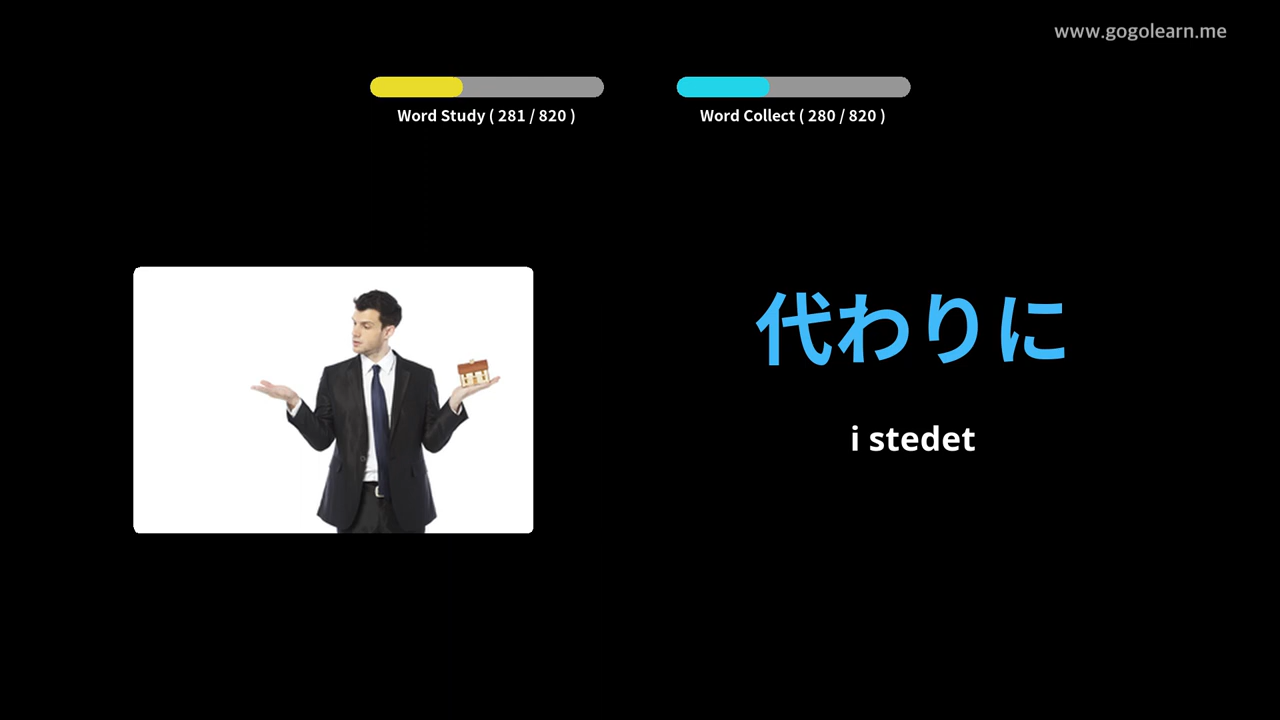 www.gogolearn.me
Word Study ( 281 / 820 )
Word Collect ( 280 / 820 )
代わりに
i stedet